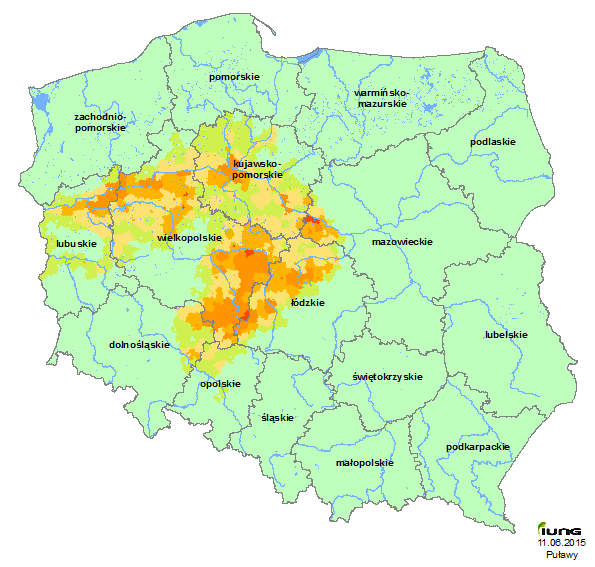 pomorskie
warmińsko-
mazurskie
zachodnio-
pomorskie
podlaskie
kujawsko-
pomorskie
lubuskie
wielkopolskie
mazowieckie
łódzkie
lubelskie
dolnośląskie
opolskie
świętokrzyskie
śląskie
małopolskie
podkarpackie
IUNG
11.06.2015
Puławy